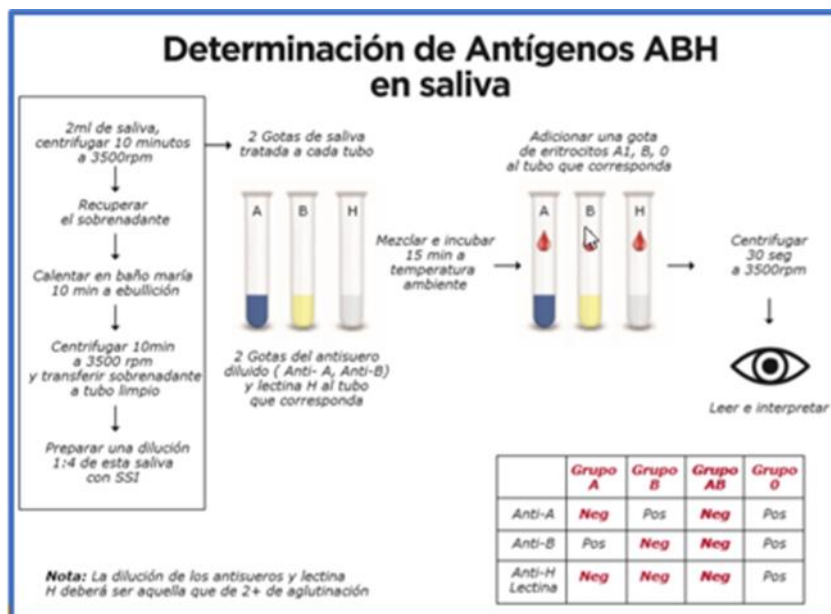 Determinación de Antígenos ABH
en saliva
2ml de saliva,
centrifugar 10 minutos
a 3500rpm
Recuperar
el sobrenadante
Calentar en baño maría
10 min a ebullición
Centrifugar 10min
a 3500 rpm
y transferir sobrenadante
a tubo limpio
Preparar una dilución
1:4 de esta saliva
con SSI
2 Gotas de saliva
tratada a cada tubo
A B H
2 Gotas del antisuero
diluido ( Anti- A, Anti-B)
y lectina H al tubo
que corresponda
Mezclar e incubar
15 min a
temperatura
ambiente
Adicionar una gota
de eritrocitos A1, B, 0
al tubo que corresponda
A B H
Centrifugar
30 seg
a 3500rpm
Leer e interpretar
Grupo A Grupo B Grupo AB Grupo 0
Anti-A Neg Pos Neg Pos
Anti-B Pos Neg Neg Pos
Anti-H Lectina Neg Neg Neg Pos
Nota: La dilución de los antisueros y lectina
H deberá ser aquella que de 2+ de aglutinación